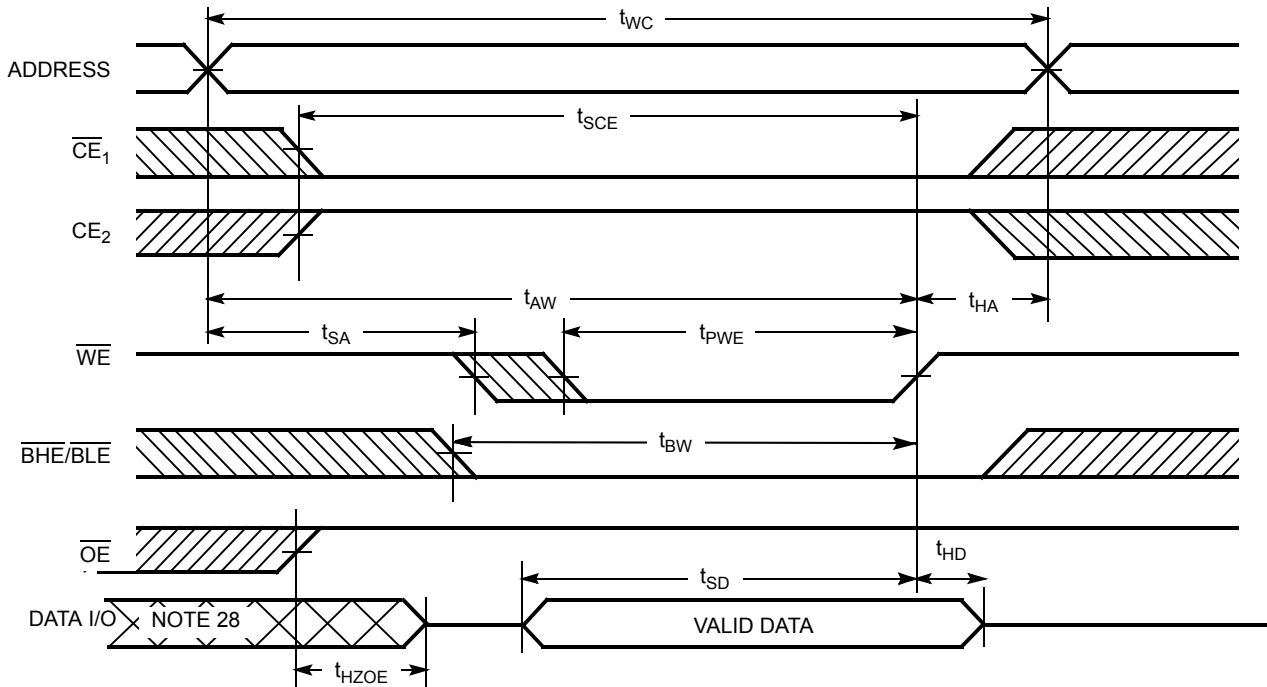 tWC
ADDRESS
tSCE
CE1
CE2
tAW
tHA
tSA
tPWE
WE
tBW
BHE/BLE
OE
tHD
tSD
DATA I/O
NOTE 28
VALID DATA
tHZOE